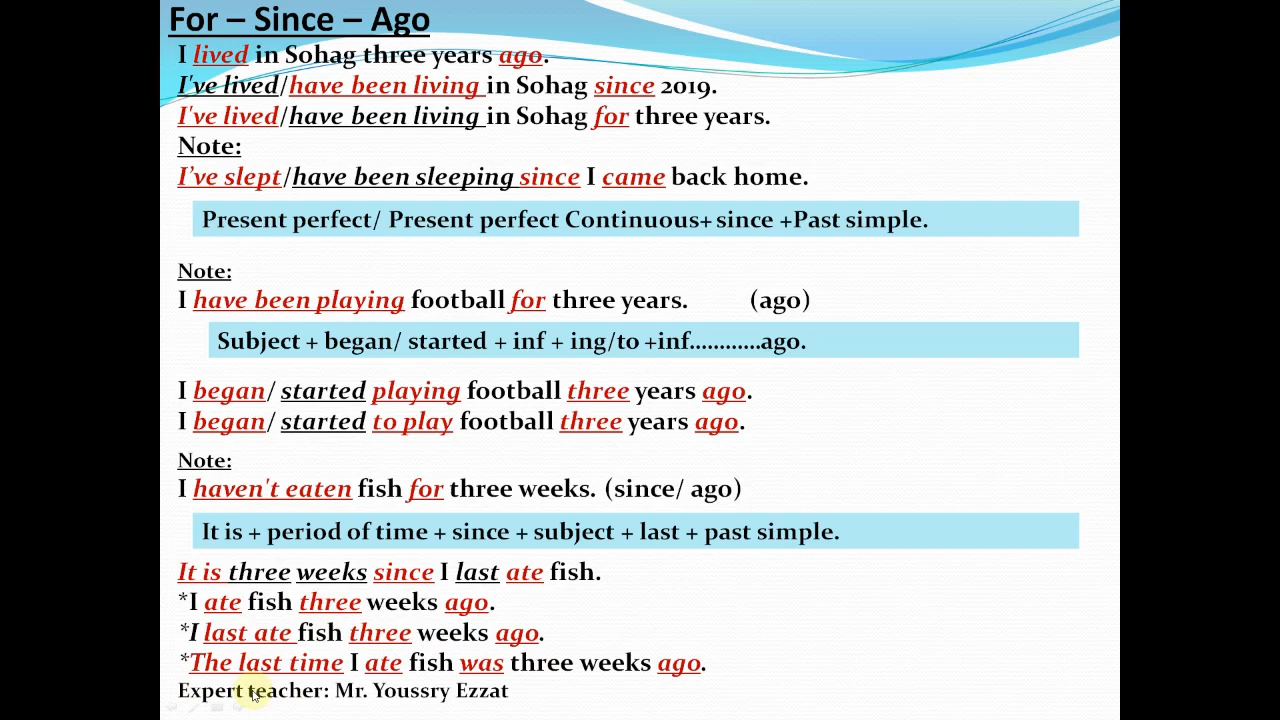 For – Since – Ago
I lived in Sohag three years ago.
I've lived/have been living in Sohag since 2019.
I've lived/have been living in Sohag for three years.
Note:
I’ve slept/have been sleeping since I came back home.
Present perfect/ Present perfect Continuous+ since +Past simple.
Note:
I have been playing football for three years. (ago)
Subject + began/ started + inf + ing/to +inf............ago.
I began/ started playing football three years ago.
I began/ started to play football three years ago.
Note:
I haven't eaten fish for three weeks. (since/ ago)
It is + period of time + since + subject + last + past simple.
It is three weeks since I last ate fish.
*I ate fish three weeks ago.
*I last ate fish three weeks ago.
*The last time I ate fish was three weeks ago.
Expert teacher: Mr. Youssry Ezzat